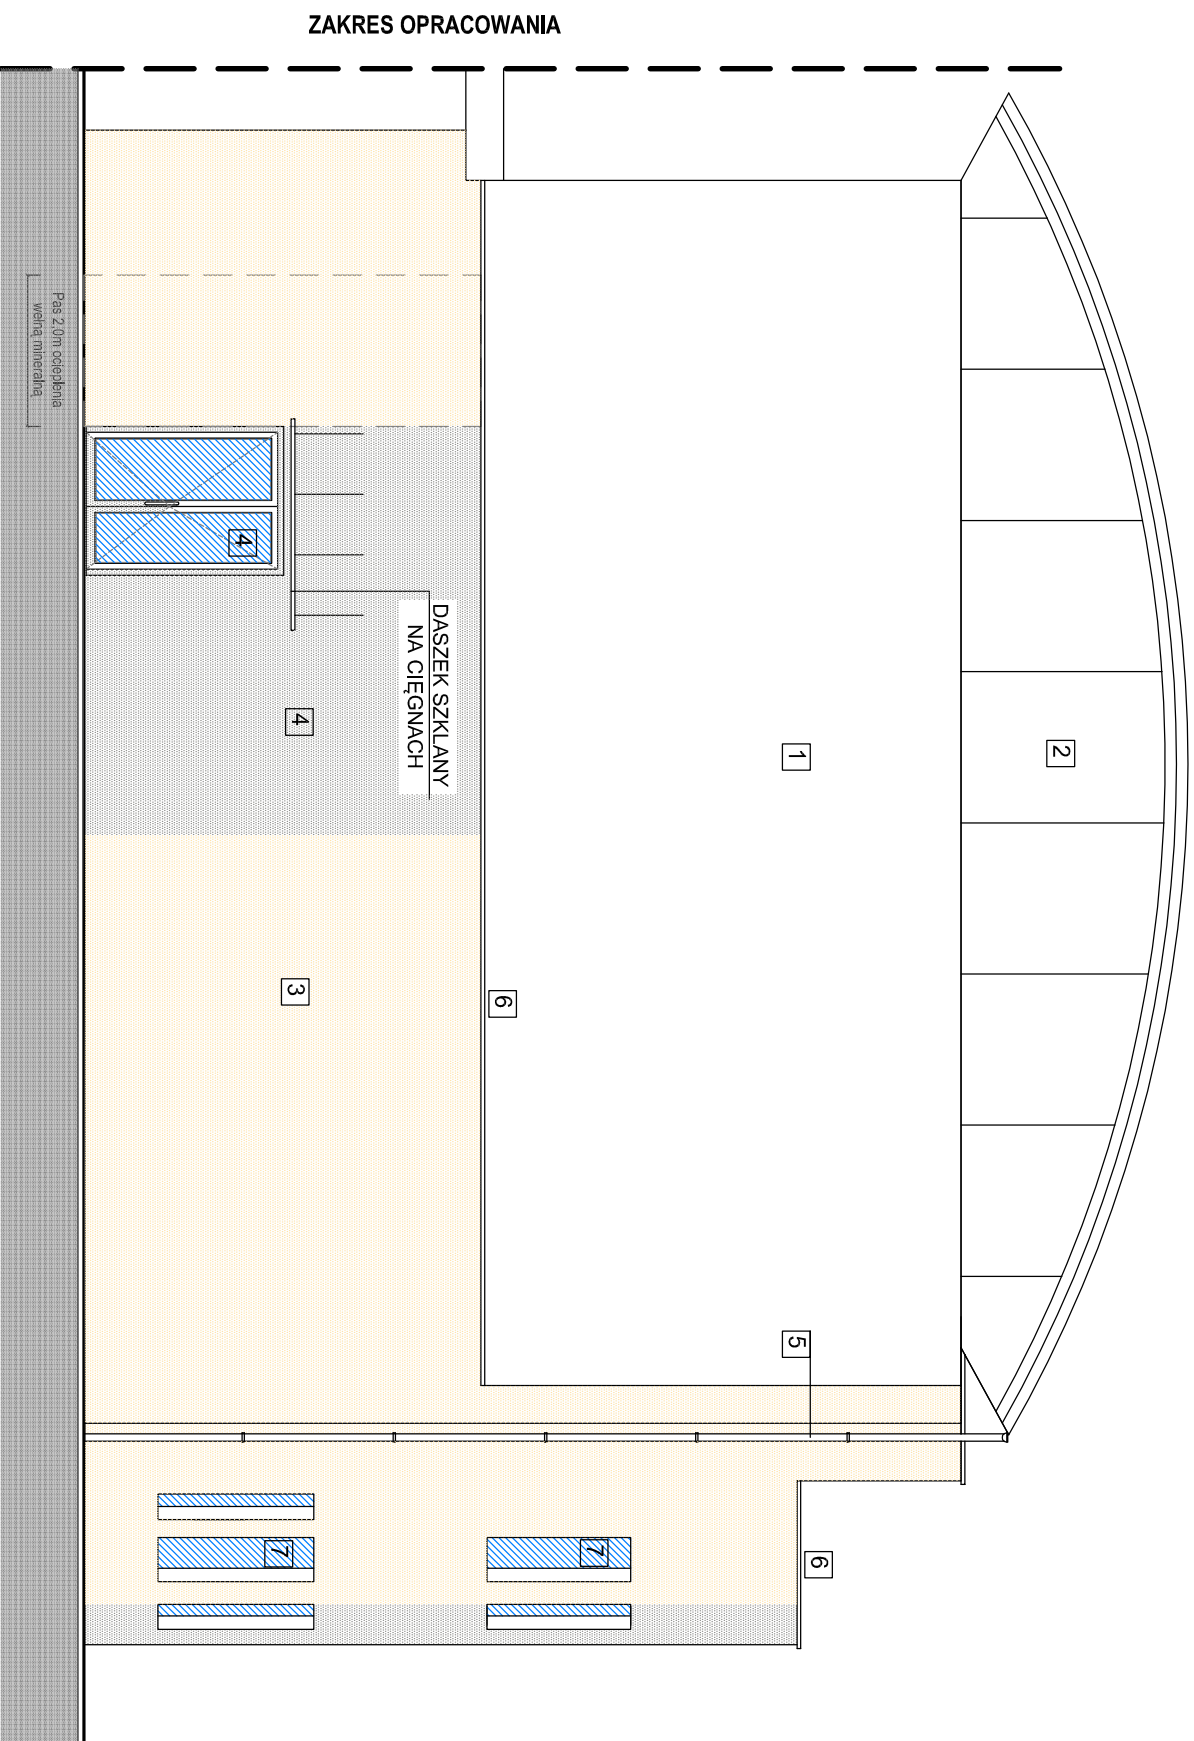 ZAKRES OPRACOWANIA
2
1
5
6
6
DASZEK SZKLANY
NA CIĘGNACH
4
4
3
7
7
Pas 2,0m ocieplenia
wełną mineralną